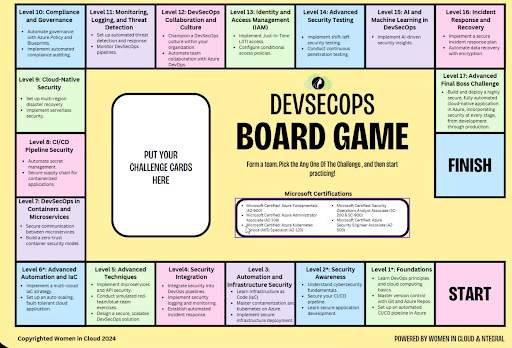 Level 10: Compliance
and Governance
Automate governance
with Azure Policy and
Blueprints.
Implement automated
compliance auditing.
Level 11: Monitoring,
Logging, and Threat
Detection
Set up automated threat
detection and response
Monitor DevSecOps
pipelines.
Level 12: DevSecOps
Collaboration and
Culture
Champion DevSecOps
culture within your
organization.
Automate team
collaboration with
Azure DevOps.
Level 13: Identity and
Access Management
(IAM)
Implement Just-In-Time
(JIT) access.
Configure conditional
access policies.
Level 14: Advanced
Security Testing
Implement shift-left
security testing.
Conduct continuous
penetration testing.
Level 15: AI and
Machine Learning in
DevSecOps
Implement AI-driven
security insights.
Level 16: Incident
Response and
Recovery
Implement a secure
incident response plan
Automate data recovery
with encryption.
Level 9: Cloud-Native
Security
Set up multi-region
disaster recovery
Implement serverless
security.
Level 17: Advanced
Final Boss Challenge
Build and deploy a highly
secure, fully automated
cloud-native application
in Azure, incorporating
security at every stage,
from development
through production.
DEVSECOPS
BOARD GAME
Form a team. Pick the Any One Of The Challenge , and then start
practicing!
PUT YOUR
CHALLENGE CARDS
HERE
Level 8: CI/CD
Pipeline Security
Automate secret
management.
Secure supply chain for
containerized
applications.
FINISH
Microsoft Certifications
Microsoft Certified: Azure Fundamentals
(AZ-900)
Microsoft Certified: Azure Administrator
Associate (AZ-104)
Microsoft Certified: Azure Kubernetes
Service (AKS) Specialist (AZ-120)
Microsoft Certified: Security
Operations Analyst Associate (SC-
200 & SC-900)
Microsoft Certified: Azure
Security Engineer Associate (AZ-
500)
Level 7: DevSecOps in
Containers and
Microservices
Secure communication
between microservices.
Build a zero-trust
container security model.
Level 6*: Advanced
Automation and IaC
Implement a multi-cloud
IaC strategy.
Set up an auto-scaling,
fault-tolerant cloud
application.
Level 5: Advanced
Techniques
Implement microservices
and API security.
Conduct simulated red-
team/blue team
exercises.
Design a secure, scalable
DevSecOps solution.
Level4: Security
Integration
Integrate security into
DevOps pipelines.
Implement security
logging and monitoring.
Establish automated
incident response.
Level 3:
Automation and
Infrastructure Security
Learn Infrastructure as
Code (IaC)
Master containerization and
Kubernetes on Azure.
Implement secure
infrastructure deployment
Level 2*: Security
Awareness
Understand cybersecurity
fundamentals.
Secure your CI/CD
pipeline.
Explore cloud security in
Azure.
Level 1*: Foundations
Learn DevOps principles
and cloud computing
basics.
Master version control
with Git and Azure Repos.
Set up an automated
CI/CD pipeline in Azure.
START
Copyrighted Women in Cloud 2024
POWERED BY WOMEN IN CLOUD & NTEGRAL